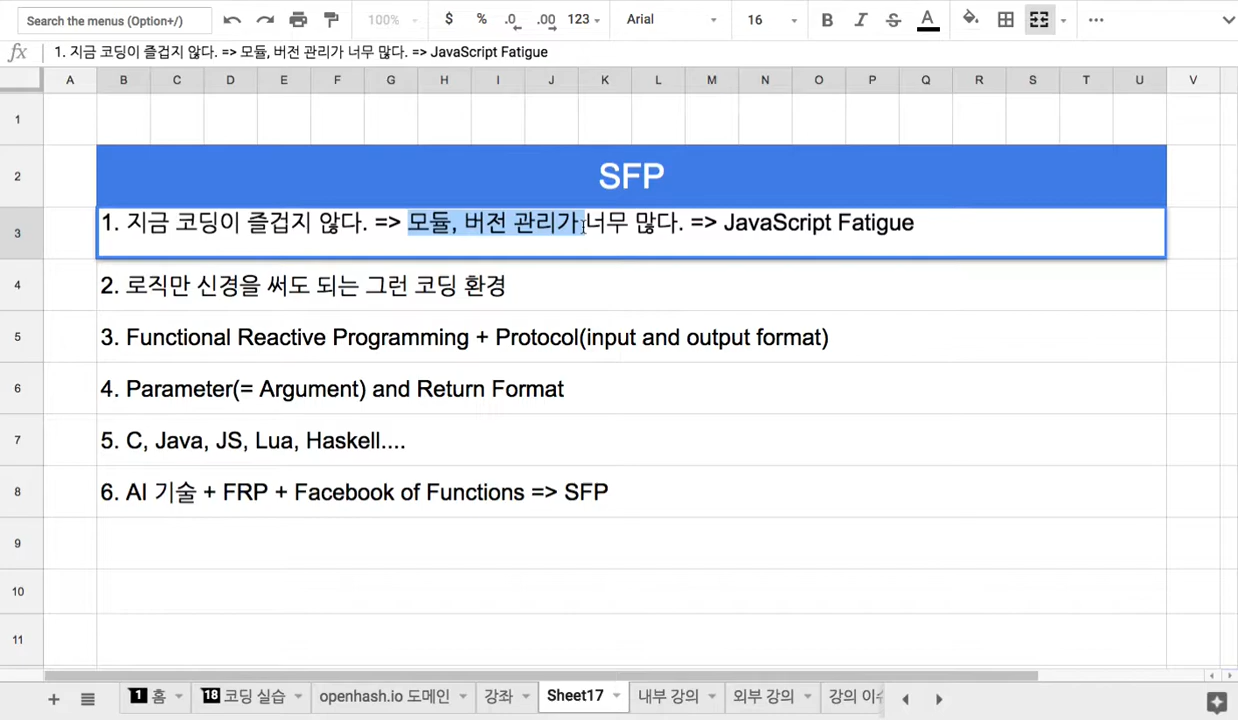 Search the menus (Option+/)
100%
$ % .0 .00 123
Arial
16
B I S A
fx 1. 지금 코딩이 즐겁지 않다. => 모듈, 버전 관리가 너무 많다. => JavaScript Fatigue
A B C D E F G H I J K L M N O P Q R S T U V
1
2 SFP
3 1. 지금 코딩이 즐겁지 않다. => 모듈, 버전 관리가 너무 많다. => JavaScript Fatigue
4 2. 로직만 신경을 써도 되는 그런 코딩 환경
5 3. Functional Reactive Programming + Protocol(input and output format)
6 4. Parameter(= Argument) and Return Format
7 5. C, Java, JS, Lua, Haskell....
8 6. AI 기술 + FRP + Facebook of Functions => SFP
9
10
11
1 홈 18 코딩 실습 openhash.io 도메인 강좌 Sheet17 내부 강의 외부 강의 강의